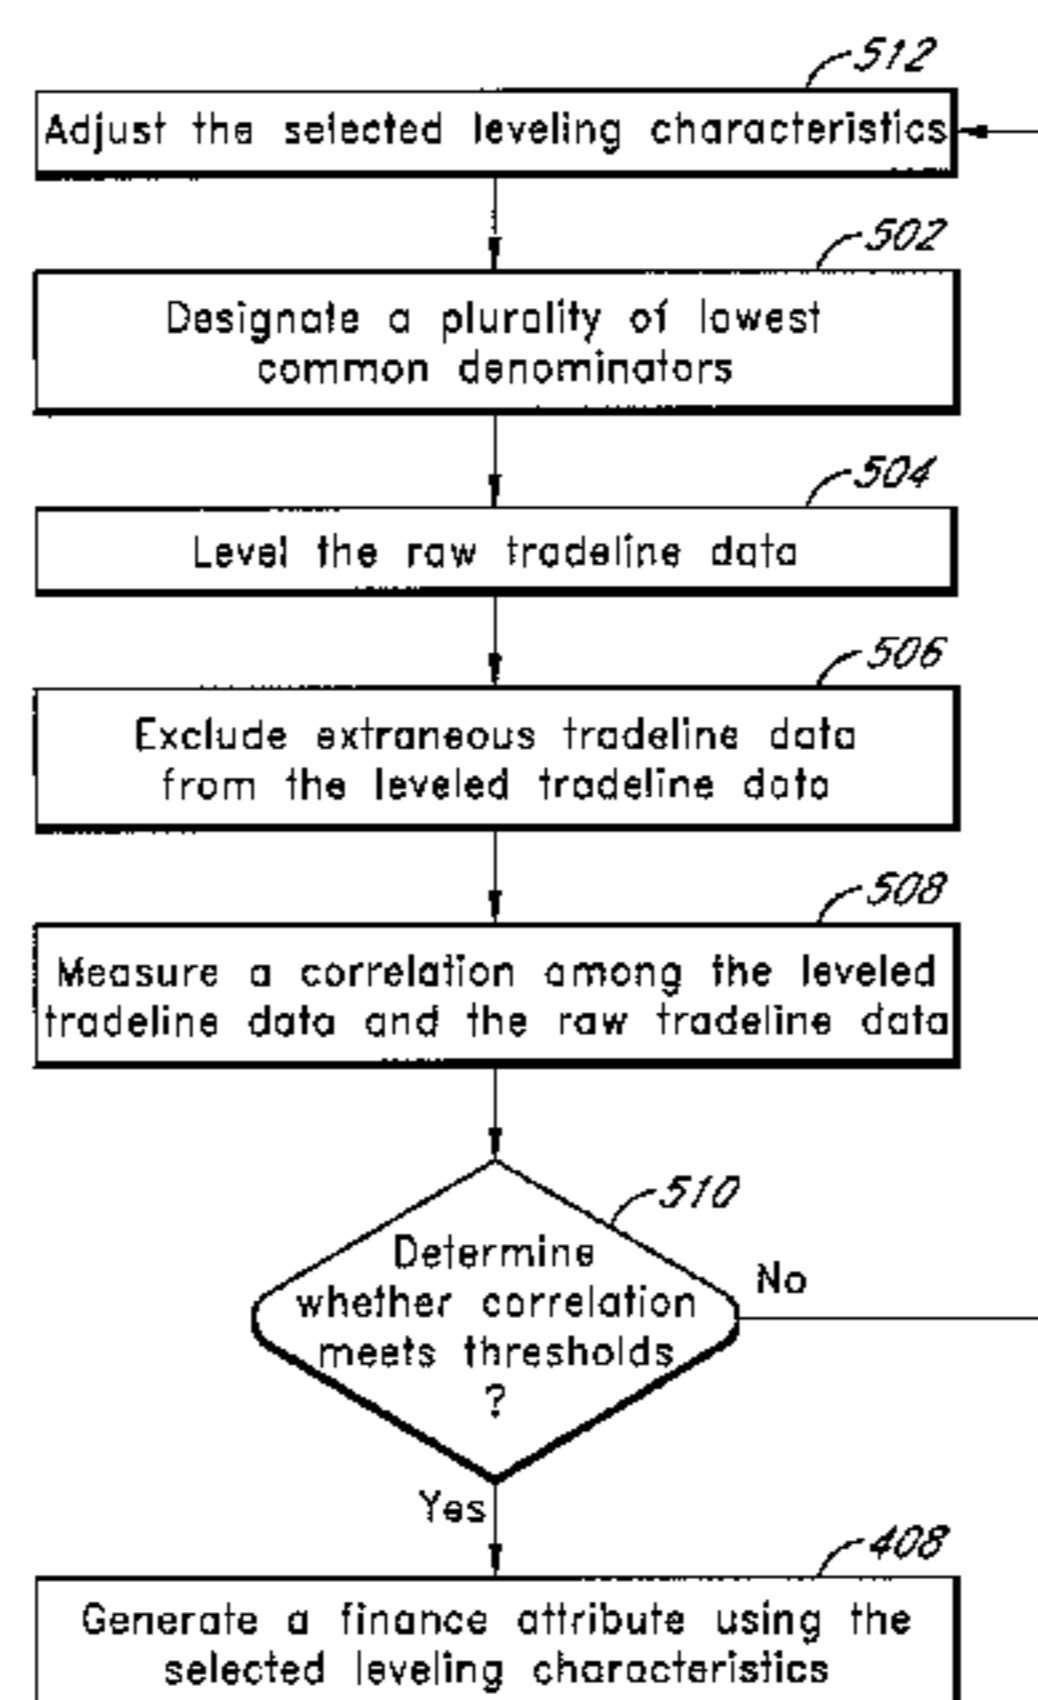 512
Adjust the selected leveling characteristics
502
Designate a plurality of lowest
common denominators
504
Level the raw tradeline data
506
Exclude extraneous tradeline data
from the leveled tradeline data
508
Measure a correlation among the leveled
tradeline data and the raw tradeline data
510
Determine
whether correlation
meets thresholds
?
No
Yes
408
Generate a finance attribute using the
selected leveling characteristics